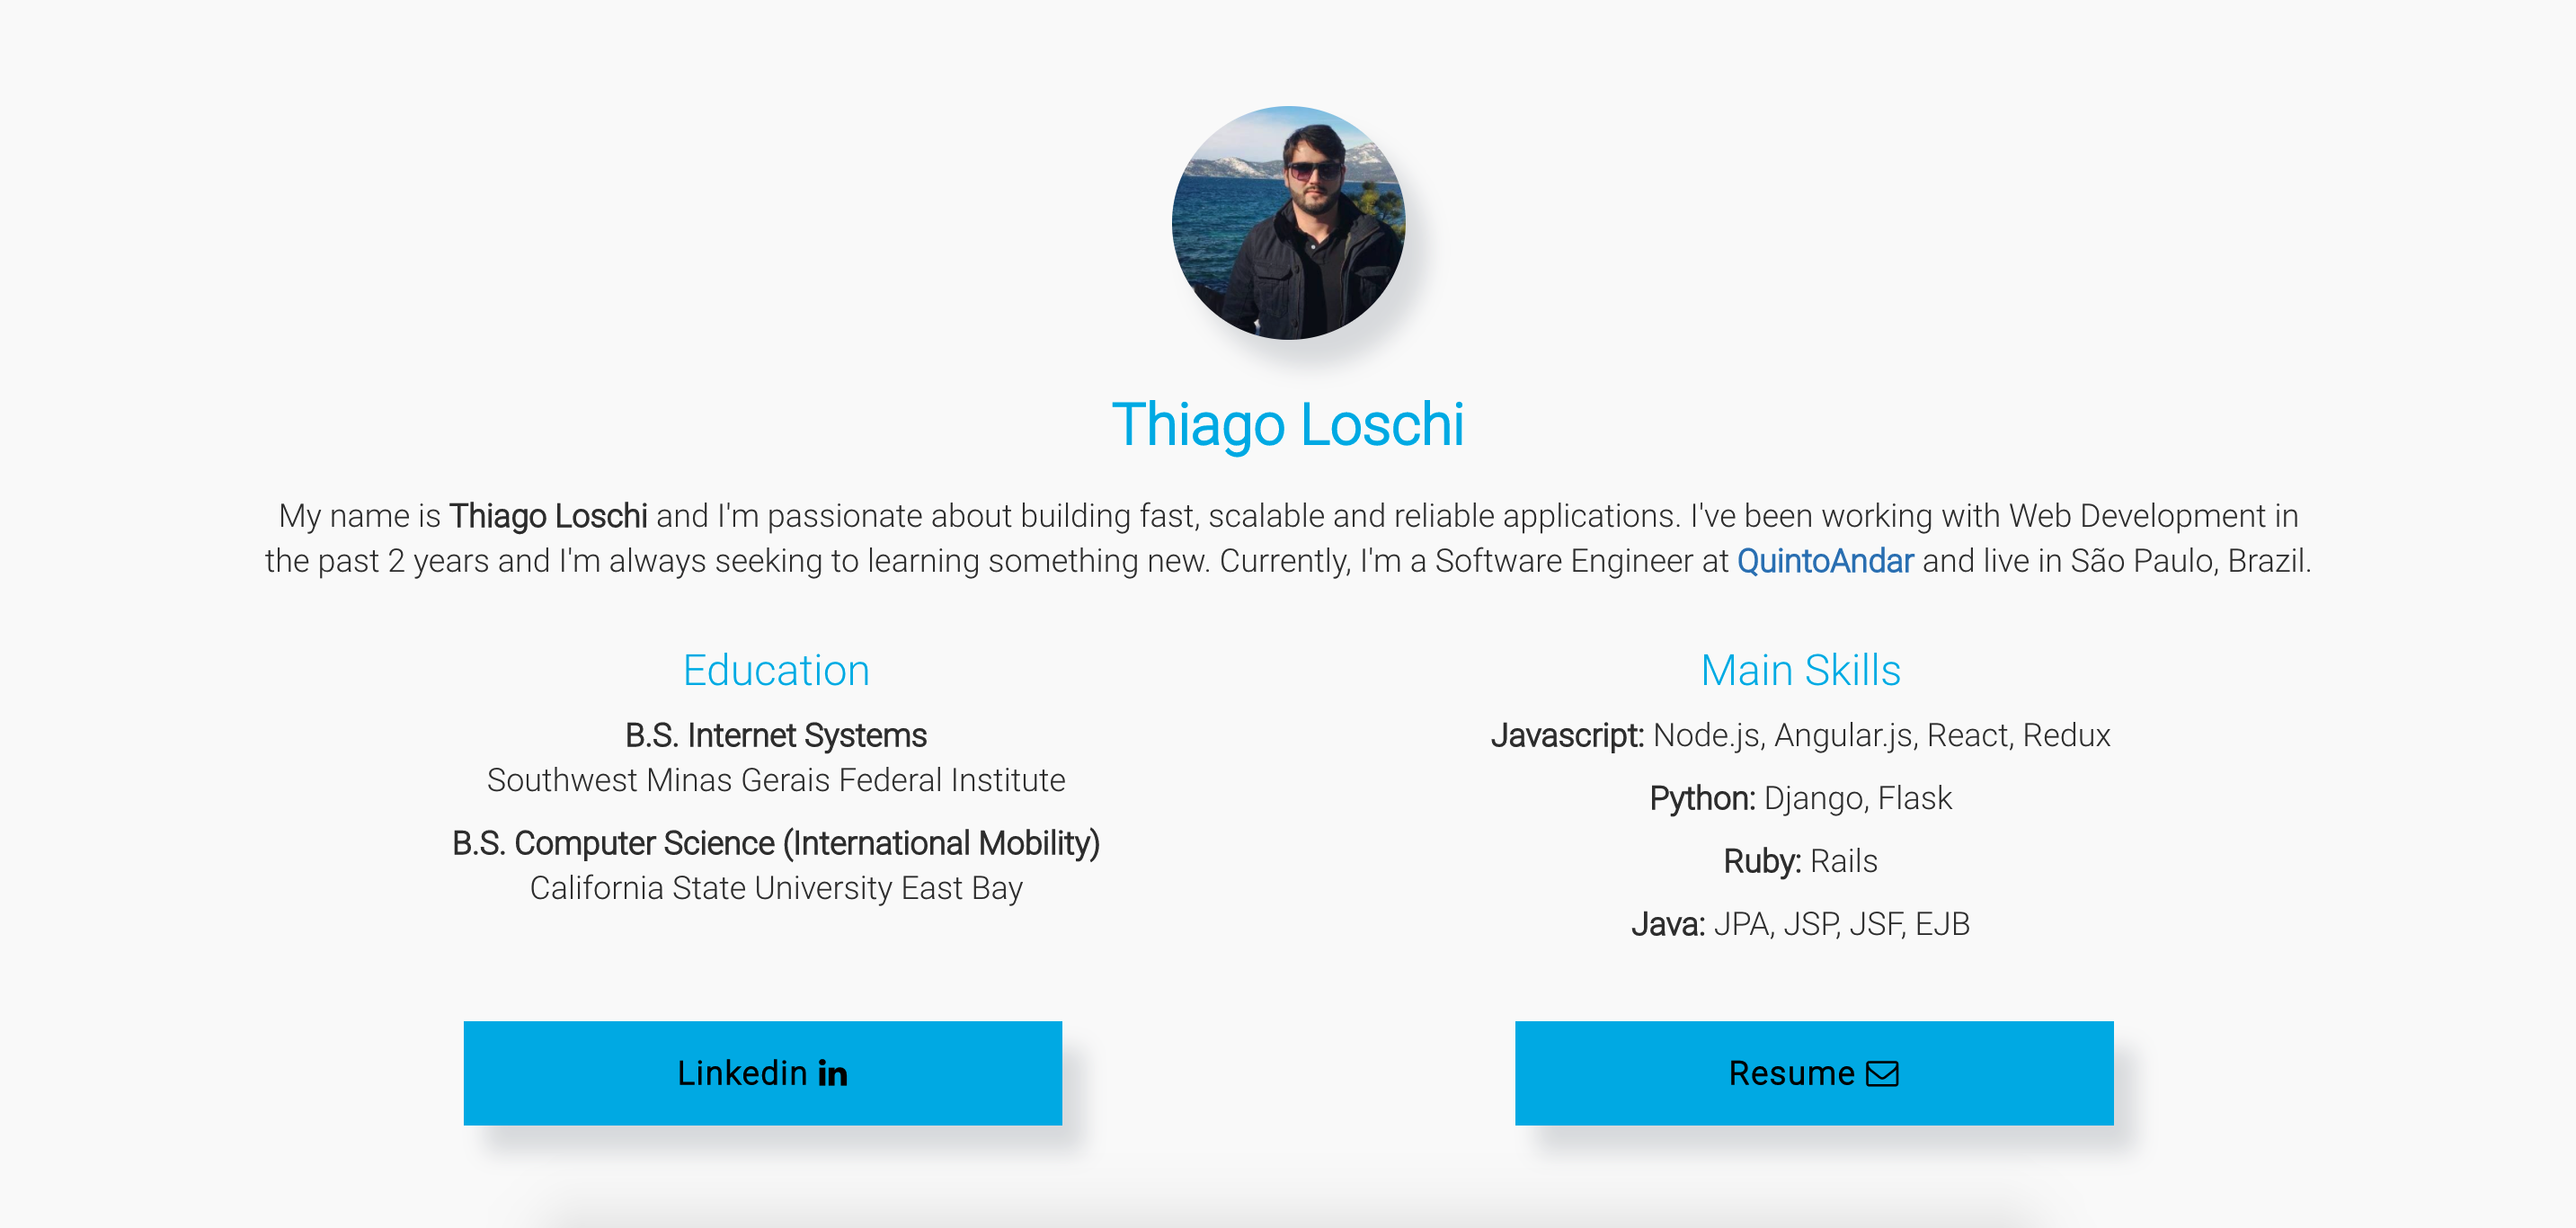 Thiago Loschi
My name is Thiago Loschi and I'm passionate about building fast, scalable and reliable applications. I've been working with Web Development in
the past 2 years and I'm always seeking to learning something new. Currently, I'm a Software Engineer at QuintoAndar and live in São Paulo, Brazil.
Education
B.S. Internet Systems
Southwest Minas Gerais Federal Institute
B.S. Computer Science (International Mobility)
California State University East Bay
Main Skills
Javascript: Node.js, Angular.js, React, Redux
Python: Django, Flask
Ruby: Rails
Java: JPA, JSP, JSF, EJB
Linkedin in
Resume